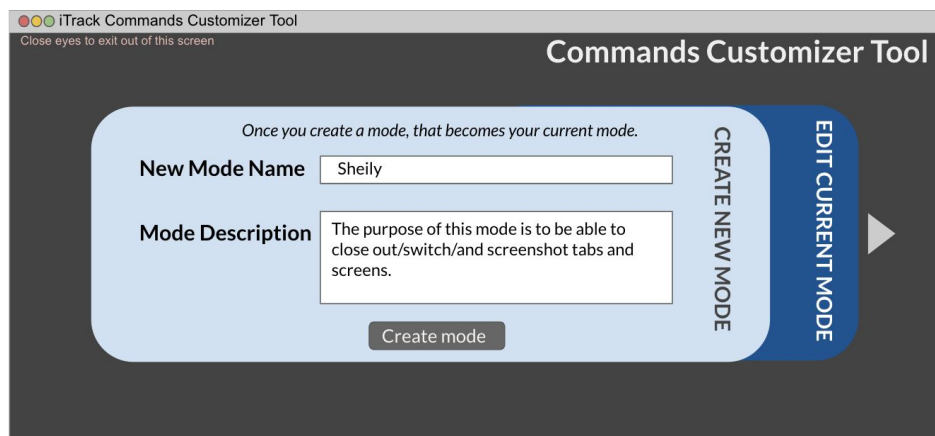 iTrack Commands Customizer Tool
Close eyes to exit out of this screen
Commands Customizer Tool
Once you create a mode, that becomes your current mode.
New Mode Name
Sheily
Mode Description
The purpose of this mode is to be able to
close out/switch/and screenshot tabs and
screens.
Create mode
CREATE NEW MODE
EDIT CURRENT MODE